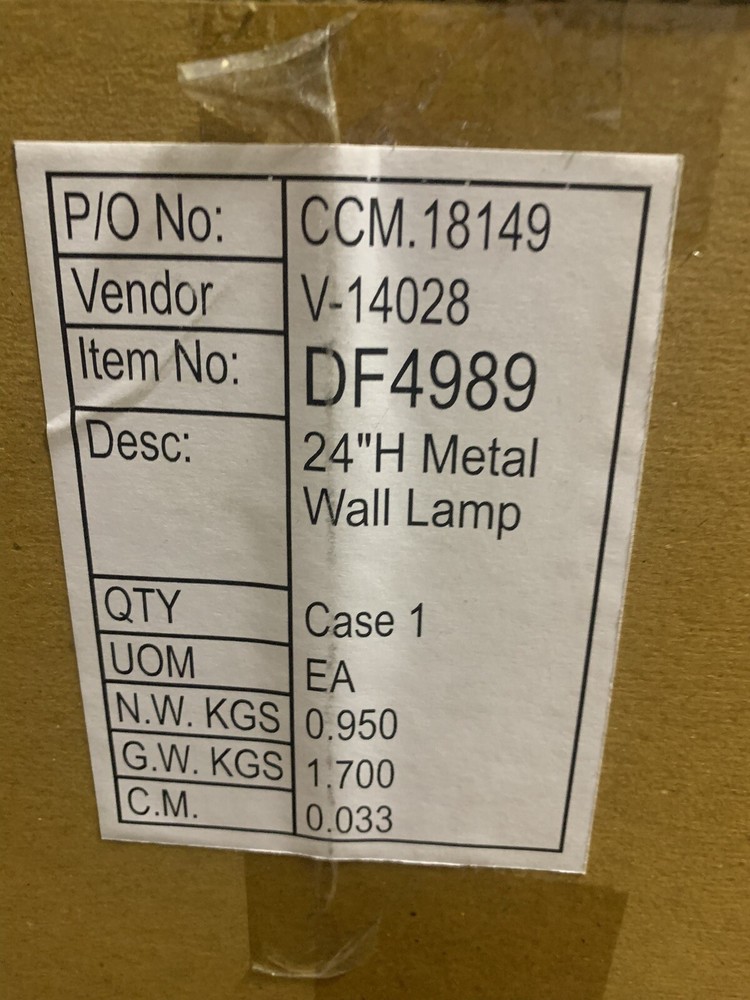 P/O No: CCM.18149
Vendor V-14028
Item No: DF4989
Desc: 24"H Metal
Wall Lamp
QTY Case 1
UOM EA
N.W. KGS 0.950
G.W. KGS 1.700
C.M. 0.033